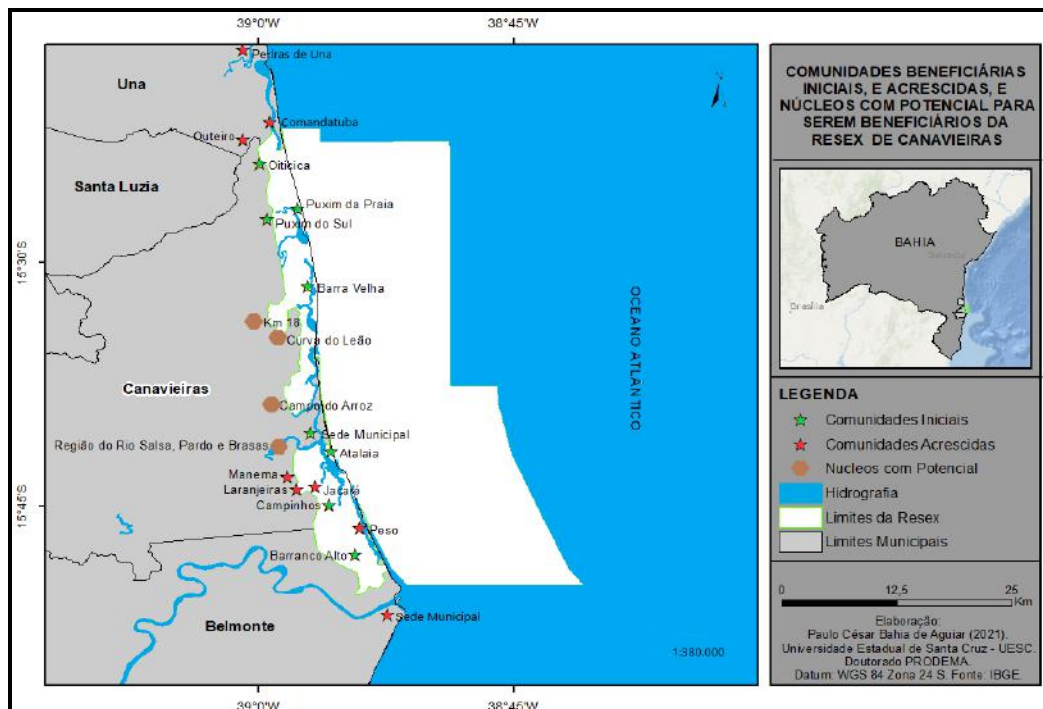 39°0'W
38°45'W
Pedras de Una
Una
Comandatuba
Outeiro
Oiticica
Santa Luzia
Puxim da Praia
Puxim do Sul
15°30'S
Barra Velha
Km 18
Curva do Leão
OCEANO ATLÂNTICO
Canavieiras
Campo do Arroz
Sede Municipal
Região do Rio Salsa, Pardo e Brasas
Atalaia
Manema
Laranjeiras
Jacaré
15°45'S
Campinhos
Peso
Barranco Alto
Sede Municipal
Belmonte
1:380.000
39°0'W
38°45'W
COMUNIDADES BENEFICIÁRIAS
INICIAIS, E ACRESCIDAS, E
NÚCLEOS COM POTENCIAL PARA
SEREM BENEFICIÁRIOS DA
RESEX DE CANAVIEIRAS
BAHIA
Salvador
Brasília
LEGENDA
Comunidades Iniciais
Comunidades Acrescidas
Nucleos com Potencial
Hidrografia
Limites da Resex
Limites Municipais
0 12,5 25
Km
Elaboração:
Paulo César Bahia de Aguiar (2021).
Universidade Estadual de Santa Cruz - UESC.
Doutorado PRODEMA.
Datum: WGS 84 Zona 24 S. Fonte: IBGE.